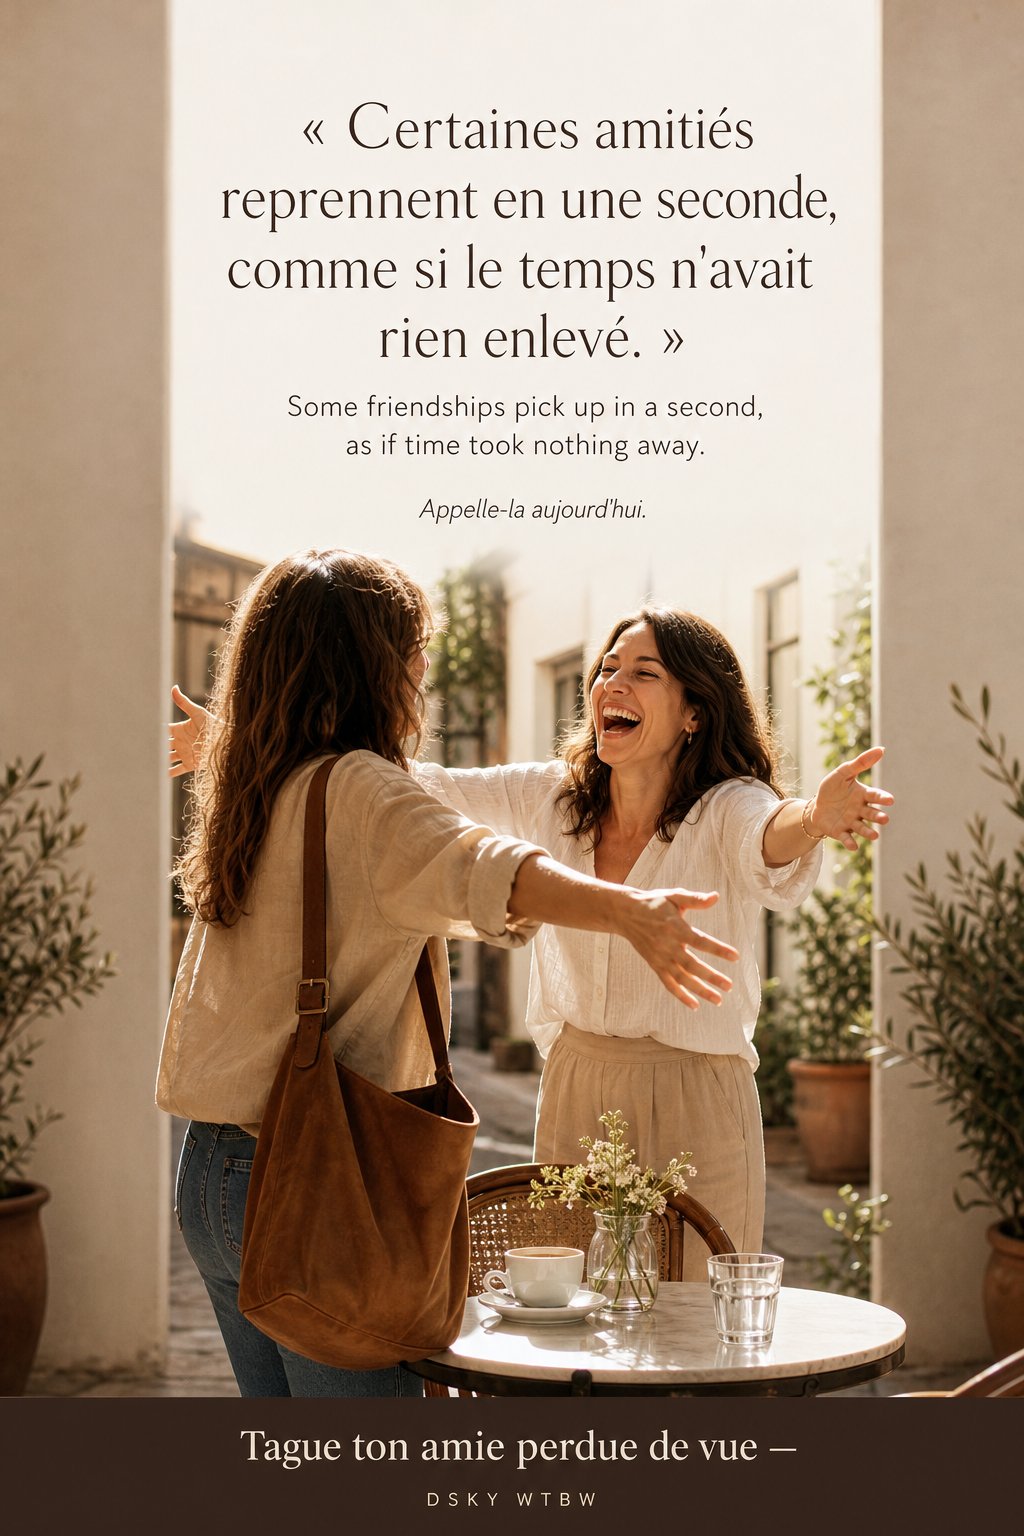 « Certaines amitiés
reprennent en une seconde,
comme si le temps n'avait
rien enlevé. »
Some friendships pick up in a second,
as if time took nothing away.
Appelle-la aujourd'hui.
Tague ton amie perdue de vue —
DSKY WTBW